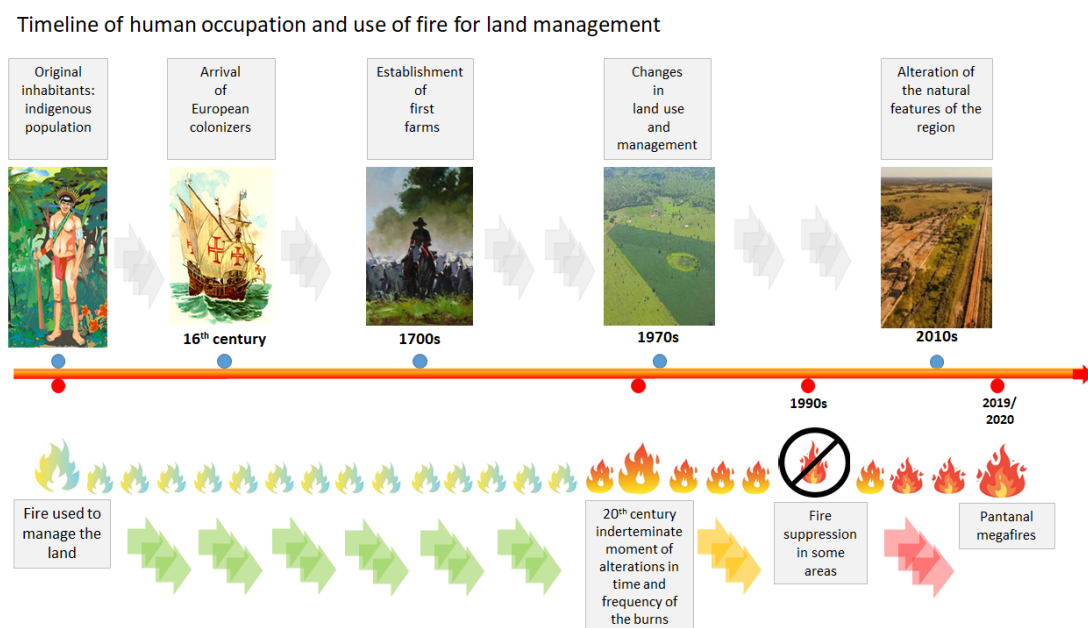 Timeline of human occupation and use of fire for land management
Original
inhabitants:
indigenous
population
Arrival
of
European
colonizers
Establishment
of
first
farms
Changes
in
land use
and
management
Alteration of
the natural
features of the
region
16th century
1700s
1970s
2010s
1990s
2019/
2020
Fire used to
manage the
land
20th century
inderteminate
moment of
alterations in
time and
frequency of
the burns
Fire
suppression
in some
areas
Pantanal
megafires